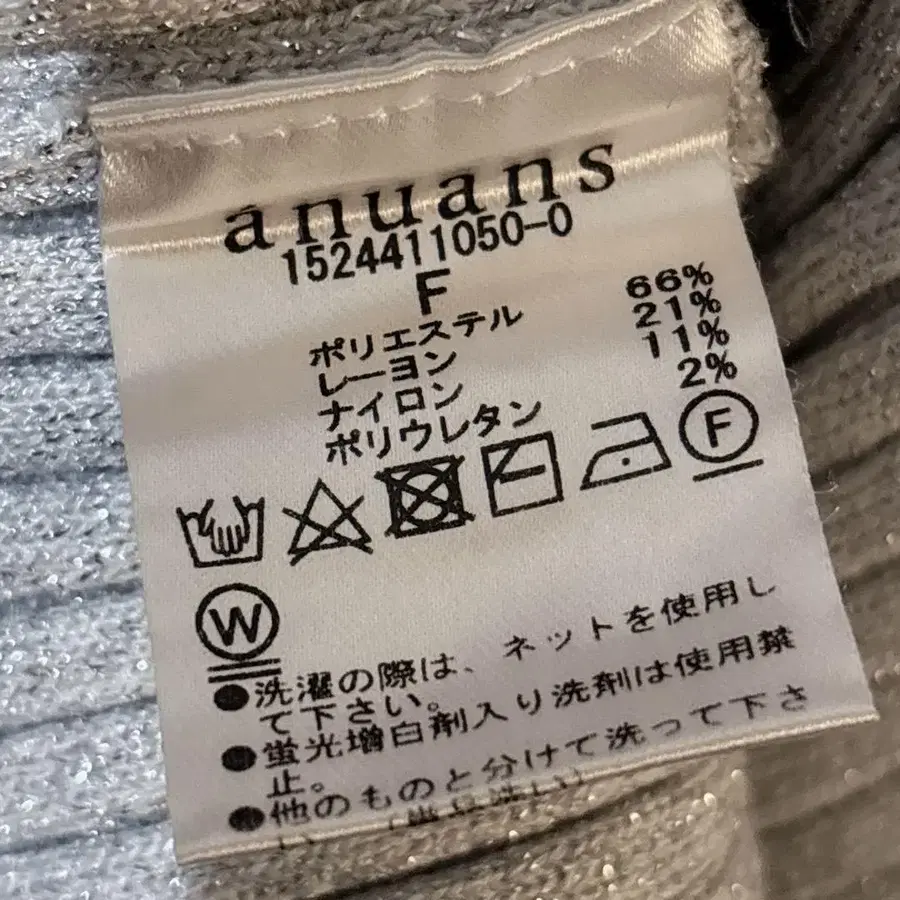 anuans
1524411050-0
F
ポリエステル 66%
レーヨン 21%
ナイロン 11%
ポリウレタン 2%
F
W
●洗濯の際は、ネットを使用し
て下さい。
●蛍光増白剤入り洗剤は使用禁
止。
●他のものと分けて洗って下さ